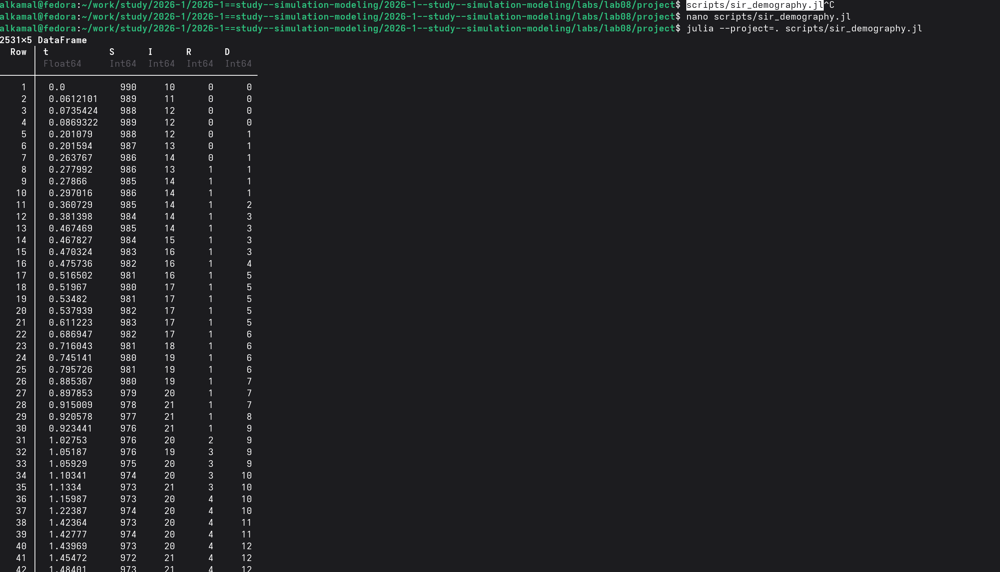 alkamal@fedora:~/work/study/2026-1/2026-1==study--simulation-modeling/2026-1--study--simulation-modeling/labs/lab08/project$ scripts/sir_demography.jl^C
alkamal@fedora:~/work/study/2026-1/2026-1==study--simulation-modeling/2026-1--study--simulation-modeling/labs/lab08/project$ nano scripts/sir_demography.jl
alkamal@fedora:~/work/study/2026-1/2026-1==study--simulation-modeling/2026-1--study--simulation-modeling/labs/lab08/project$ julia --project=. scripts/sir_demography.jl
2531×5 DataFrame
Row t S I R D
Float64 Int64 Int64 Int64 Int64
1 0.0 990 10 0 0
2 0.0612101 989 11 0 0
3 0.0735424 988 12 0 0
4 0.0869322 989 12 0 0
5 0.201079 988 12 0 1
6 0.201594 987 13 0 1
7 0.263767 986 14 0 1
8 0.277992 986 13 1 1
9 0.27866 985 14 1 1
10 0.297016 986 14 1 1
11 0.360729 985 14 1 2
12 0.381398 984 14 1 3
13 0.467469 985 14 1 3
14 0.467827 984 15 1 3
15 0.470324 983 16 1 3
16 0.475736 982 16 1 4
17 0.516502 981 16 1 5
18 0.51967 980 17 1 5
19 0.53482 981 17 1 5
20 0.537939 982 17 1 5
21 0.611223 983 17 1 5
22 0.686947 982 17 1 6
23 0.716043 981 18 1 6
24 0.745141 980 19 1 6
25 0.795726 981 19 1 6
26 0.885367 980 19 1 7
27 0.897853 979 20 1 7
28 0.915009 978 21 1 7
29 0.920578 977 21 1 8
30 0.923441 976 21 1 9
31 1.02753 976 20 2 9
32 1.05187 976 19 3 9
33 1.05929 975 20 3 9
34 1.10341 974 20 3 10
35 1.1334 973 21 3 10
36 1.15987 973 20 4 10
37 1.22387 974 20 4 10
38 1.42364 973 20 4 11
39 1.42777 974 20 4 11
40 1.43969 973 20 4 12
41 1.45472 972 21 4 12
42 1.48401 973 21 4 12